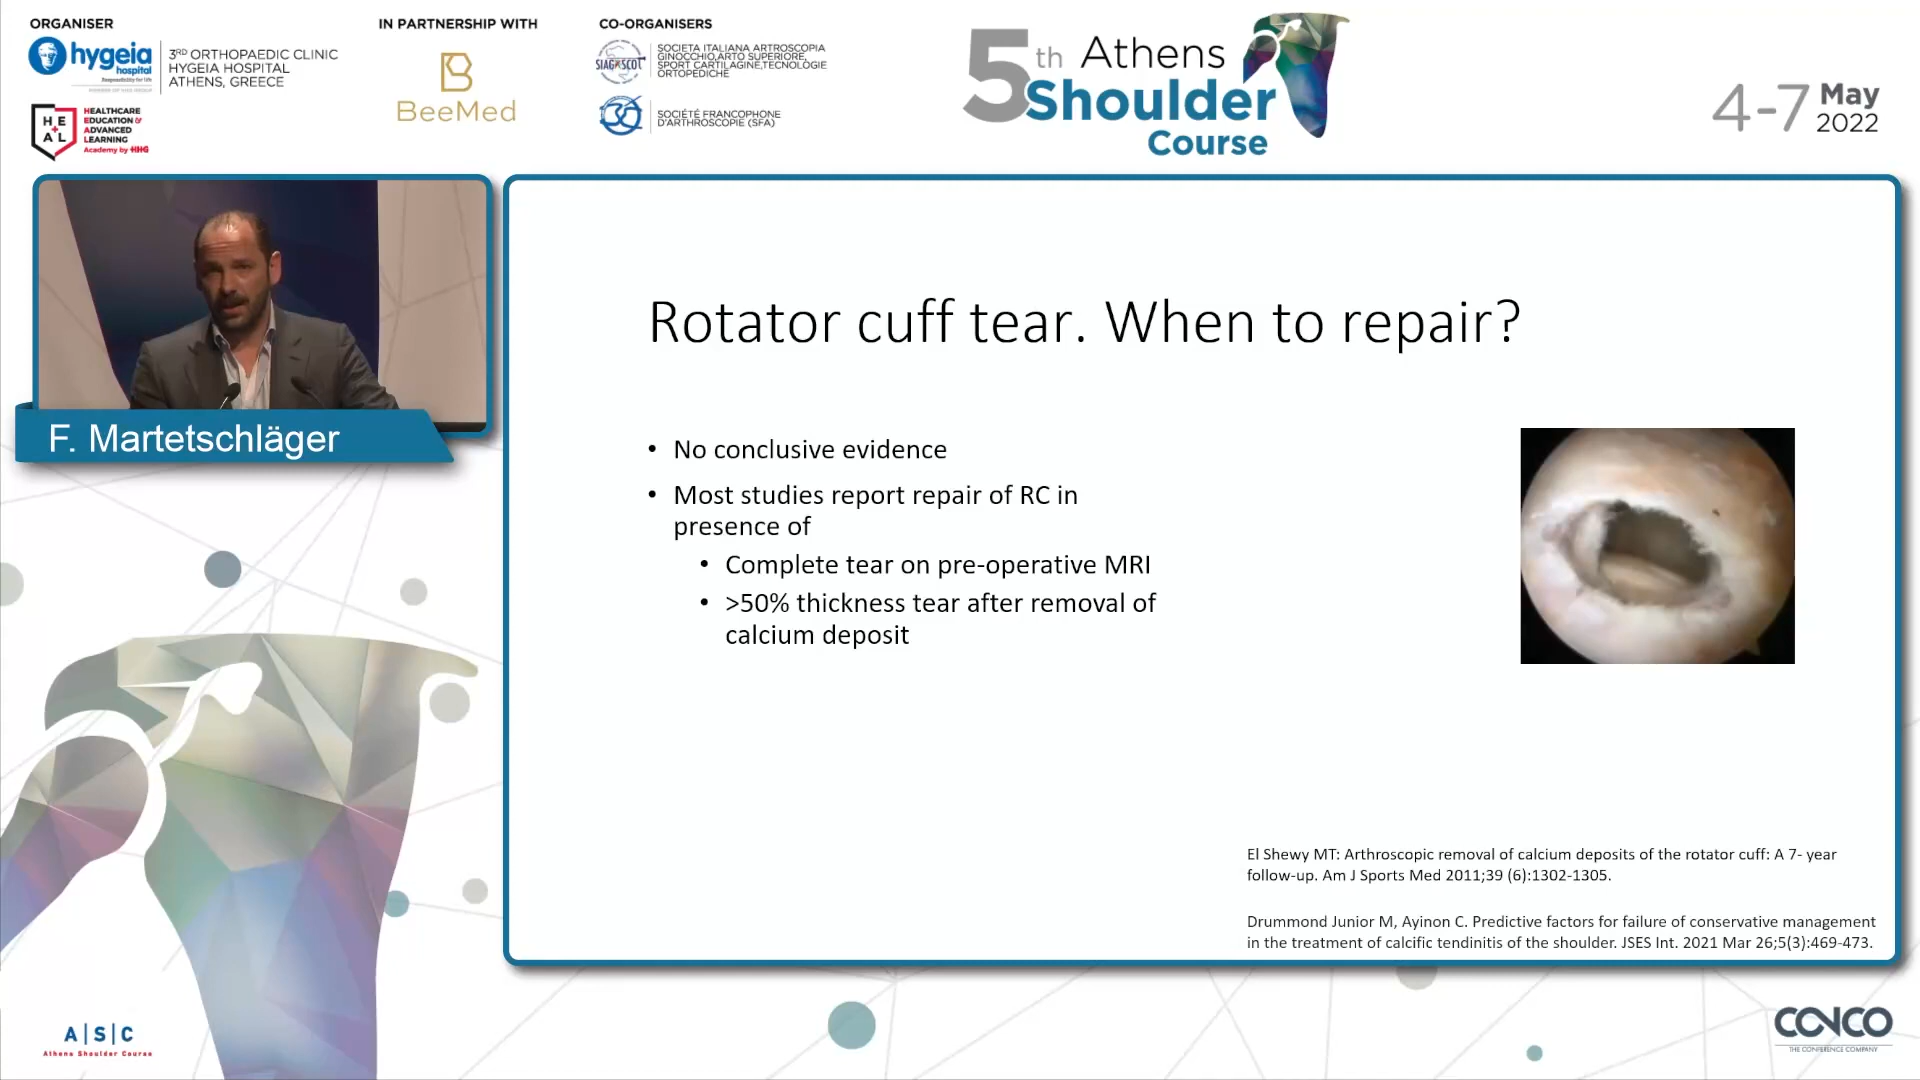 ORGANISER
hygeia
hospital
3RD ORTHOPAEDIC CLINIC
HYGEIA HOSPITAL
ATHENS, GREECE
HEAL
HEALTHCARE
EDUCATION &
ADVANCED
LEARNING
Academy by HHG
IN PARTNERSHIP WITH
BeeMed
CO-ORGANISERS
SIAGASCOT
SOCIETA ITALIANA ARTROSCOPIA
GINOCCHIO,ARTO SUPERIORE,
SPORT CARTILAGINE,TECNOLOGIE
ORTOPEDICHE
SOCIÉTÉ FRANCOPHONE
D'ARTHROSCOPIE (SFA)
5th Athens
Shoulder
Course
4-7 May
2022
F. Martetschläger
Rotator cuff tear. When to repair?
• No conclusive evidence
• Most studies report repair of RC in
presence of
• Complete tear on pre-operative MRI
• >50% thickness tear after removal of
calcium deposit
El Shewy MT: Arthroscopic removal of calcium deposits of the rotator cuff: A 7- year
follow-up. Am J Sports Med 2011;39 (6):1302-1305.
Drummond Junior M, Ayinon C. Predictive factors for failure of conservative management
in the treatment of calcific tendinitis of the shoulder. JSES Int. 2021 Mar 26;5(3):469-473.
A|S|C
Athens Shoulder Course
CONCO
THE CONFERENCE COMPANY